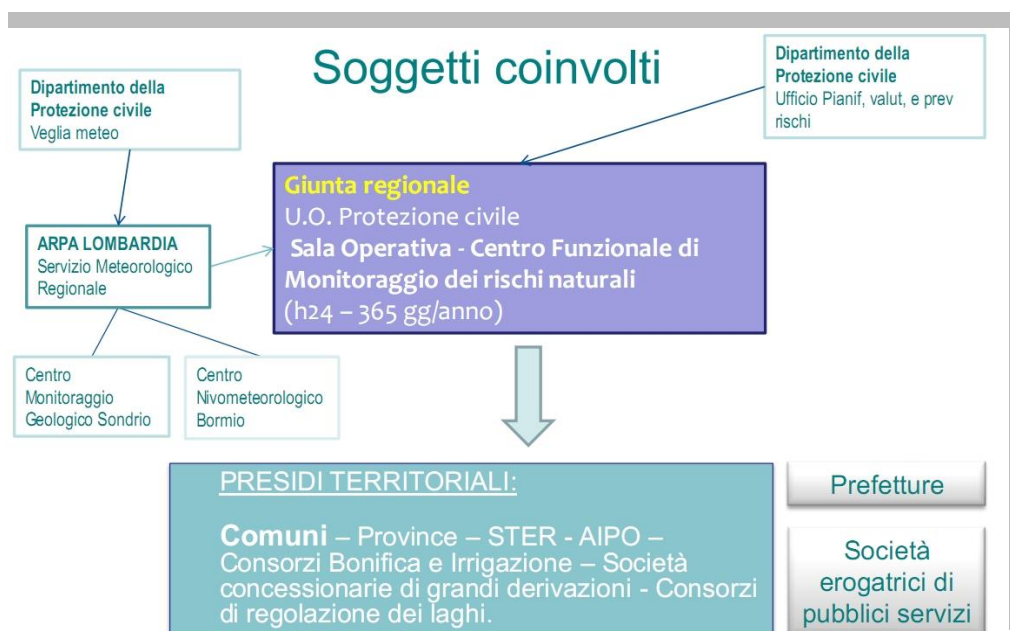 Soggetti coinvolti
Dipartimento della
Protezione civile
Veglia meteo
Dipartimento della
Protezione civile
Ufficio Pianif, valut, e prev
rischi
Giunta regionale
U.O. Protezione civile
Sala Operativa - Centro Funzionale di
Monitoraggio dei rischi naturali
(h24 – 365 gg/anno)
ARPA LOMBARDIA
Servizio Meteorologico
Regionale
Centro
Monitoraggio
Geologico Sondrio
Centro
Nivometeorologico
Bormio
PRESIDI TERRITORIALI:
Comuni – Province – STER - AIPO –
Consorzi Bonifica e Irrigazione – Società
concessionarie di grandi derivazioni - Consorzi
di regolazione dei laghi.
Prefetture
Società
erogatrici di
pubblici servizi